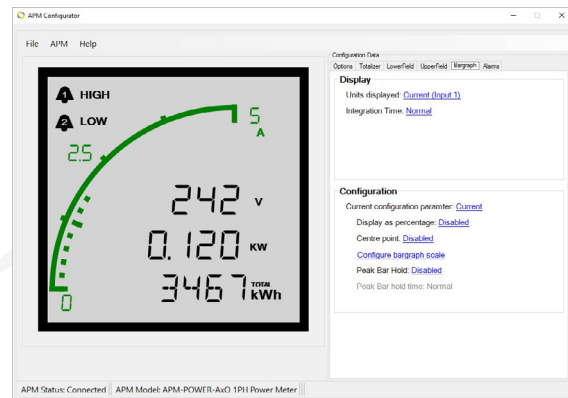 APM Configurator
File APM Help
1 HIGH
2 LOW
5
A
2.5
242 V
0.120 KW
3467 TOTAL kWh
0
Configuration Data
Options Totalizer LowerField UpperField Bargraph Alarms
Display
Units displayed: Current (Input 1)
Integration Time: Normal
Configuration
Current configuration paramter: Current
Display as percentage: Disabled
Centre point: Disabled
Configure bargraph scale
Peak Bar Hold: Disabled
Peak Bar hold time: Normal
APM Status: Connected APM Model: APM-POWER-AxO 1PH Power Meter